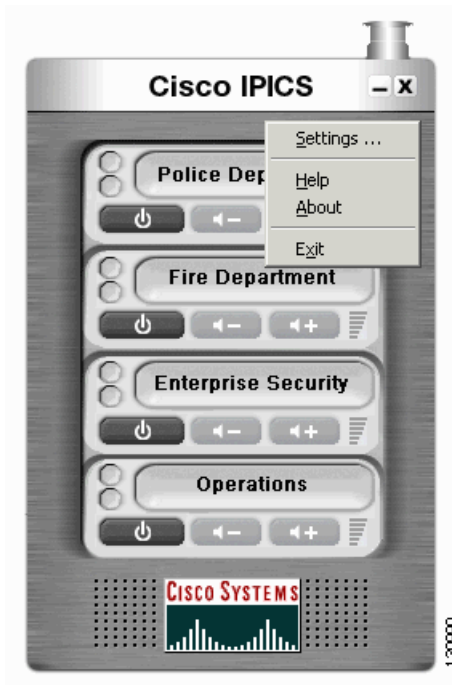 Cisco IPICS
Settings ...
Help
About
Exit
Police Dep
Fire Department
Enterprise Security
Operations
CISCO SYSTEMS